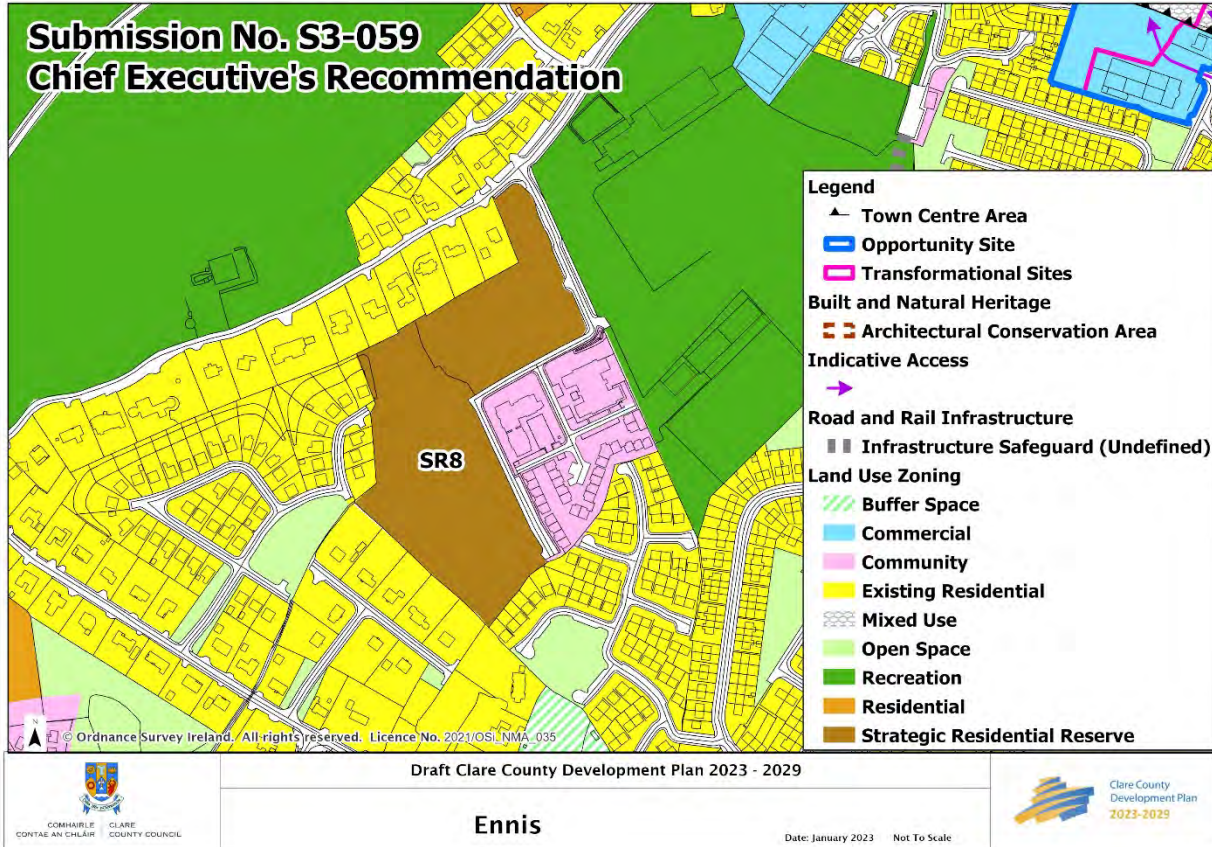 Submission No. S3-059
Chief Executive's Recommendation
SR8
Legend
Town Centre Area
Opportunity Site
Transformational Sites
Built and Natural Heritage
Architectural Conservation Area
Indicative Access
Road and Rail Infrastructure
Infrastructure Safeguard (Undefined)
Land Use Zoning
Buffer Space
Commercial
Community
Existing Residential
Mixed Use
Open Space
Recreation
Residential
Strategic Residential Reserve
N
© Ordnance Survey Ireland. All rights reserved. Licence No. 2021/OSi_NMA_035
COMHAIRLE CONTAE AN CHLÁIR
CLARE COUNTY COUNCIL
Draft Clare County Development Plan 2023 - 2029
Ennis
Date: January 2023 Not To Scale
Clare County
Development Plan
2023-2029